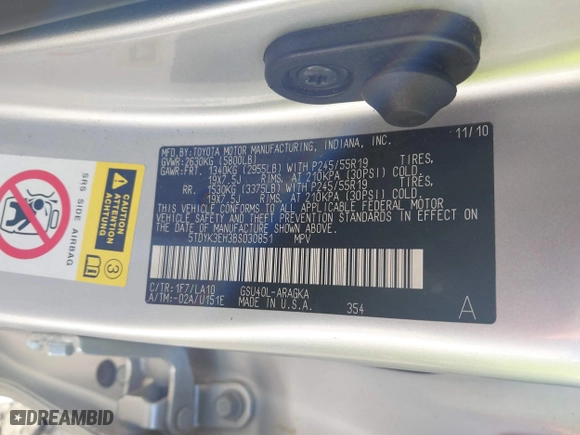 MFD.BY:TOYOTA MOTOR MANUFACTURING, INDIANA, INC. 11/10
GVWR:2630KG (5800LB)
GAWR:FRT. 1340KG (2955LB) WITH P245/55R19 TIRES,
19X7.5J RIMS, AT 210KPA (30PSI) COLD.
RR. 1530KG (3375LB) WITH P245/55R19 TIRES,
19X7.5J RIMS, AT 210KPA (30PSI) COLD.
THIS VEHICLE CONFORMS TO ALL APPLICABLE FEDERAL MOTOR
VEHICLE SAFETY AND BUMPER STANDARDS IN EFFECT ON
THE DATE OF MANUFACTURE SHOWN ABOVE.
5TDYK3EH3BS030851 MPV
C/TR:1F7/LA10 GSU40L-ARAGKA
A/TM:-02A/U151E MADE IN U.S.A. 354 A
SRS SIDE AIRBAG
CAUTION
ACHTUNG
ATTENTION
3
DREAMBID